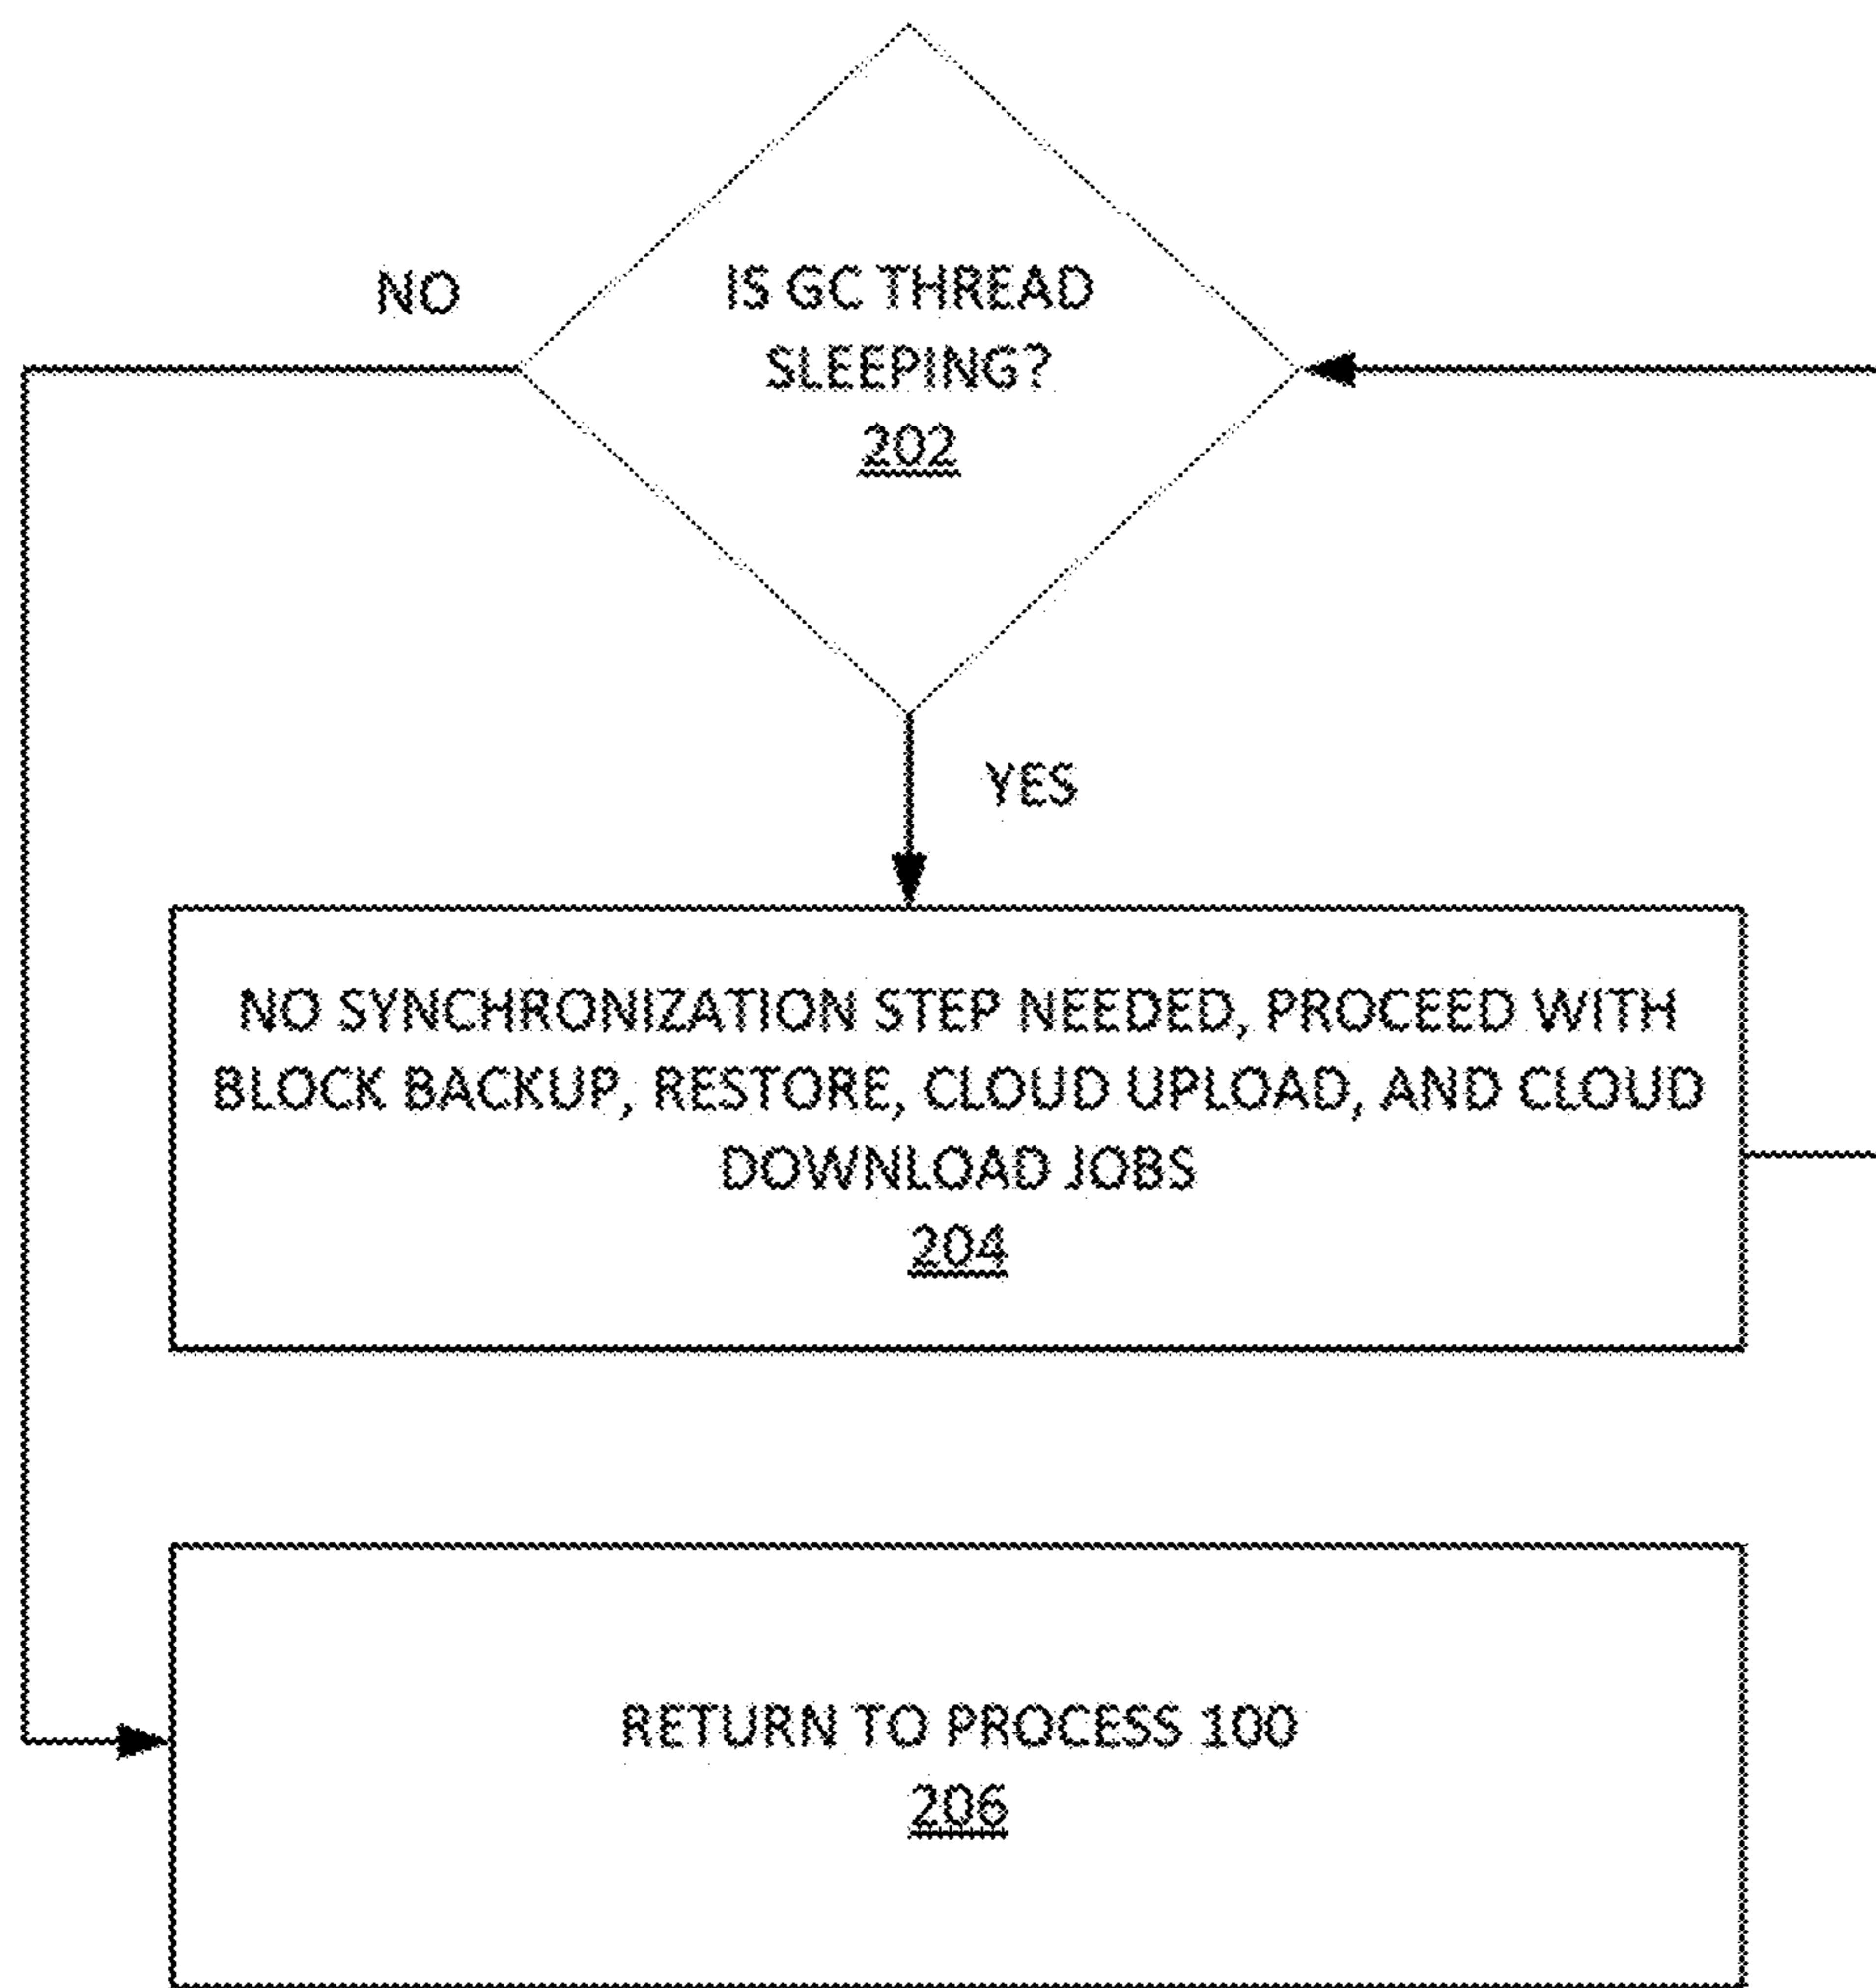 NO
IS GC THREAD
SLEEPING?
202
YES
NO SYNCHRONIZATION STEP NEEDED, PROCEED WITH
BLOCK BACKUP, RESTORE, CLOUD UPLOAD, AND CLOUD
DOWNLOAD JOBS
204
RETURN TO PROCESS 100
206